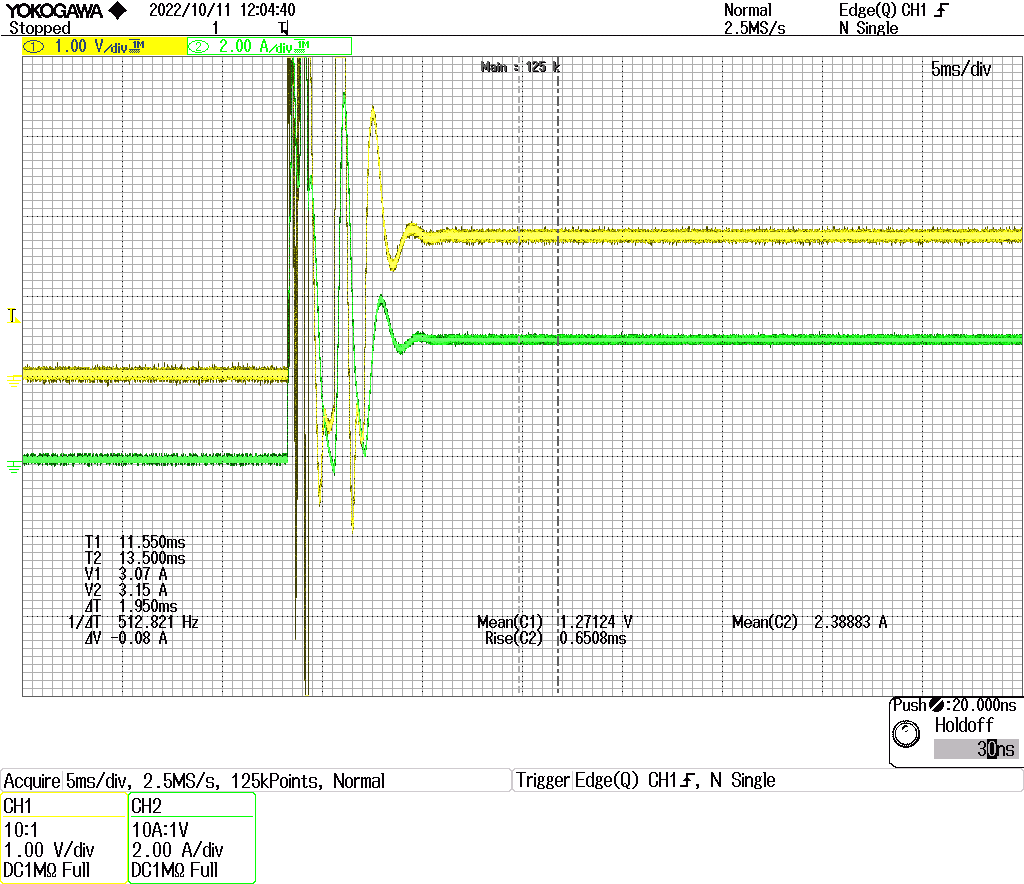 YOKOGAWA ◆ 2022/10/11 12:04:40 Normal Edge(Q) CH1 ⨍
Stopped 1 2.5MS/s N Single
1 1.00 V/div 1M 2 2.00 A/div 1M
Main : 125 k
5ms/div
T
T
T1 11.550ms
T2 13.500ms
V1 3.07 A
V2 3.15 A
ΔT 1.950ms
1/ΔT 512.821 Hz
ΔV -0.08 A
Mean(C1) 1.27124 V Mean(C2) 2.38883 A
Rise(C2) 0.6508ms
Push:20.000ns
Holdoff
30ns
Acquire 5ms/div, 2.5MS/s, 125kPoints, Normal
Trigger Edge(Q) CH1 ⨍, N Single
CH1
10:1
1.00 V/div
DC1MΩ Full
CH2
10A:1V
2.00 A/div
DC1MΩ Full